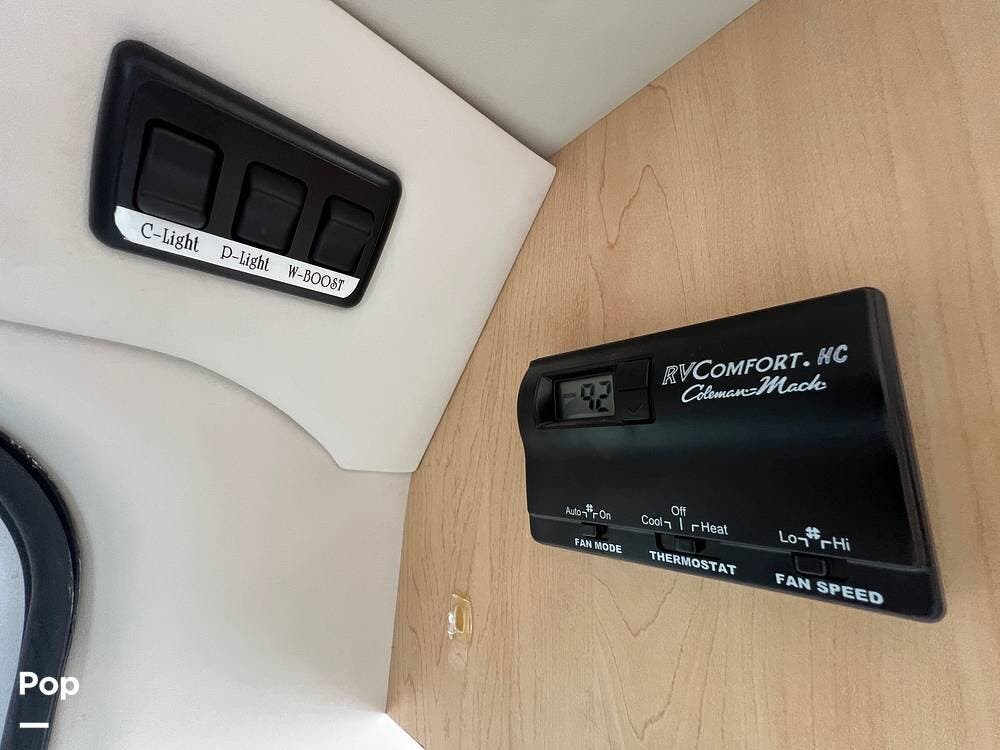 C-Light P-Light W-BOOST
RVCOMFORT. HC
Coleman-Mach
92
Auto On
FAN MODE
Off
Cool Heat
THERMOSTAT
Lo Hi
FAN SPEED
Pop